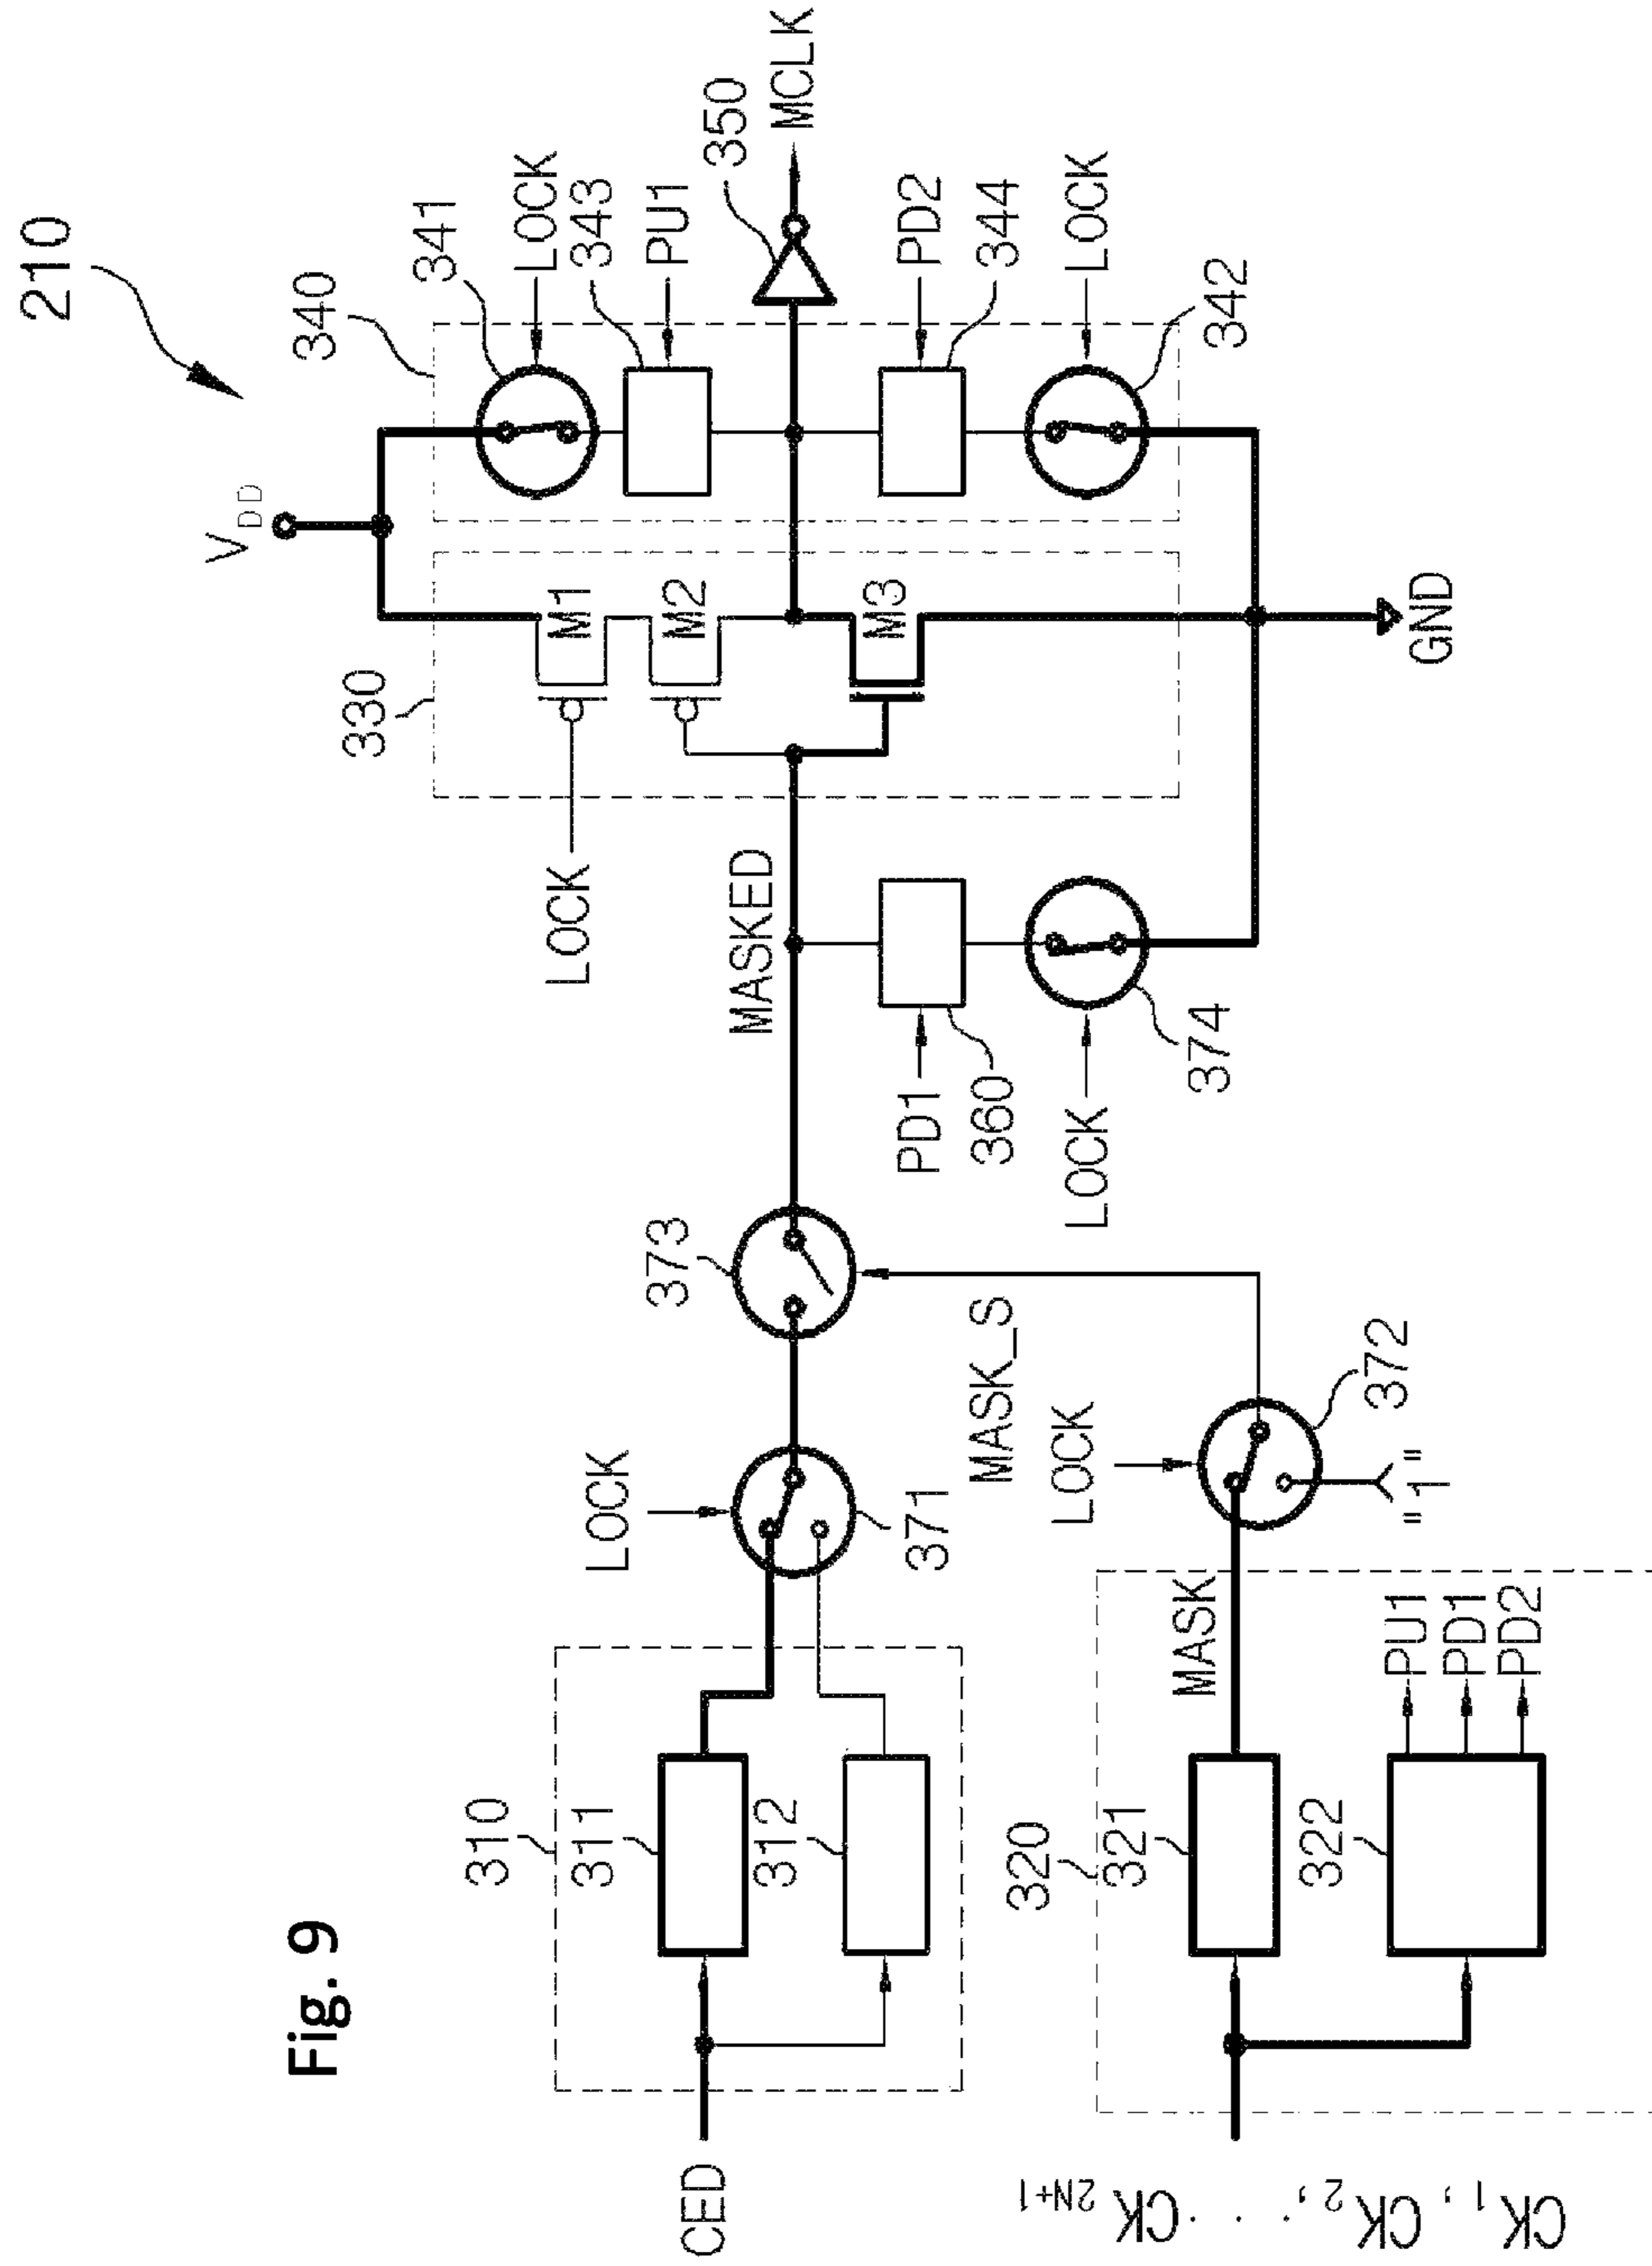 Fig. 9
210
V DD
340
341
LOCK
343
PU1
350
MCLK
PD2
344
LOCK
342
330
M1
M2
M3
LOCK
GND
MASKED
PD1
360
LOCK
374
373
MASK_S
LOCK
371
LOCK
372
"1"
310
311
312
CED
MASK
320
321
322
PU1
PD1
PD2
CK1, CK2, ... CK2N+1